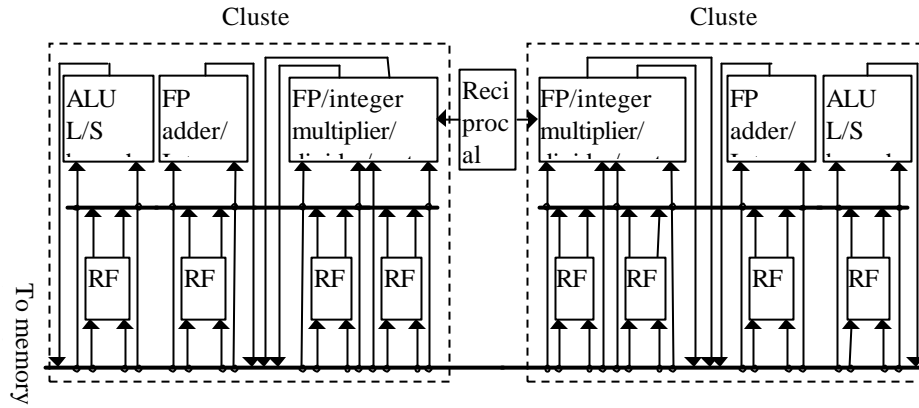 Cluste
Cluste
ALU
L/S
FP
adder/
FP/integer
multiplier/
Reci
proc
al
FP/integer
multiplier/
FP
adder/
ALU
L/S
RF
RF
RF
RF
RF
RF
RF
RF
To memory